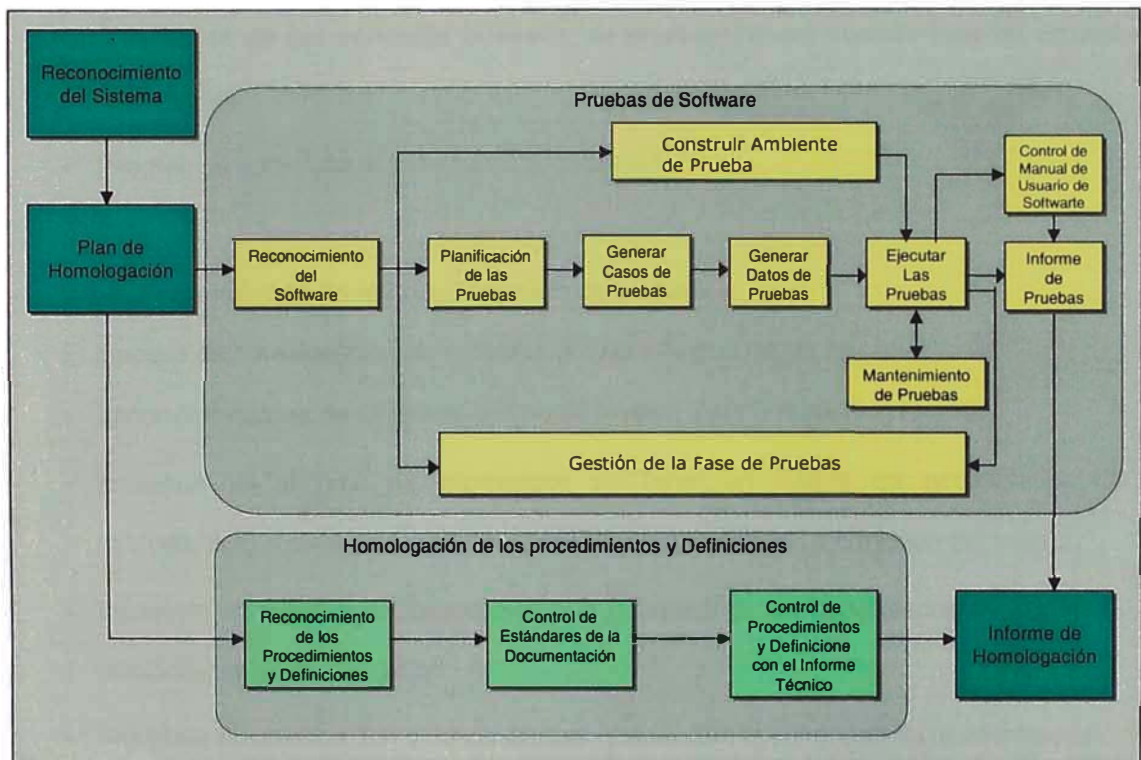 Reconocimiento
del Sistema
Pruebas de Software
Construir Ambiente
de Prueba
Control de
Manual de
Usuario de
Softwarte
Plan de
Homologación
Reconocimiento
del
Software
Planificación
de las
Pruebas
Generar
Casos de
Pruebas
Generar
Datos de
Pruebas
Ejecutar
Las
Pruebas
Informe
de
Pruebas
Mantenimiento
de Pruebas
Gestión de la Fase de Pruebas
Homologación de los procedimientos y Definiciones
Reconocimiento
de los
Procedimientos
y Definiciones
Control de
Estándares de la
Documentación
Control de
Procedimientos
y Definicione
con el Informe
Técnico
Informe de
Homologación